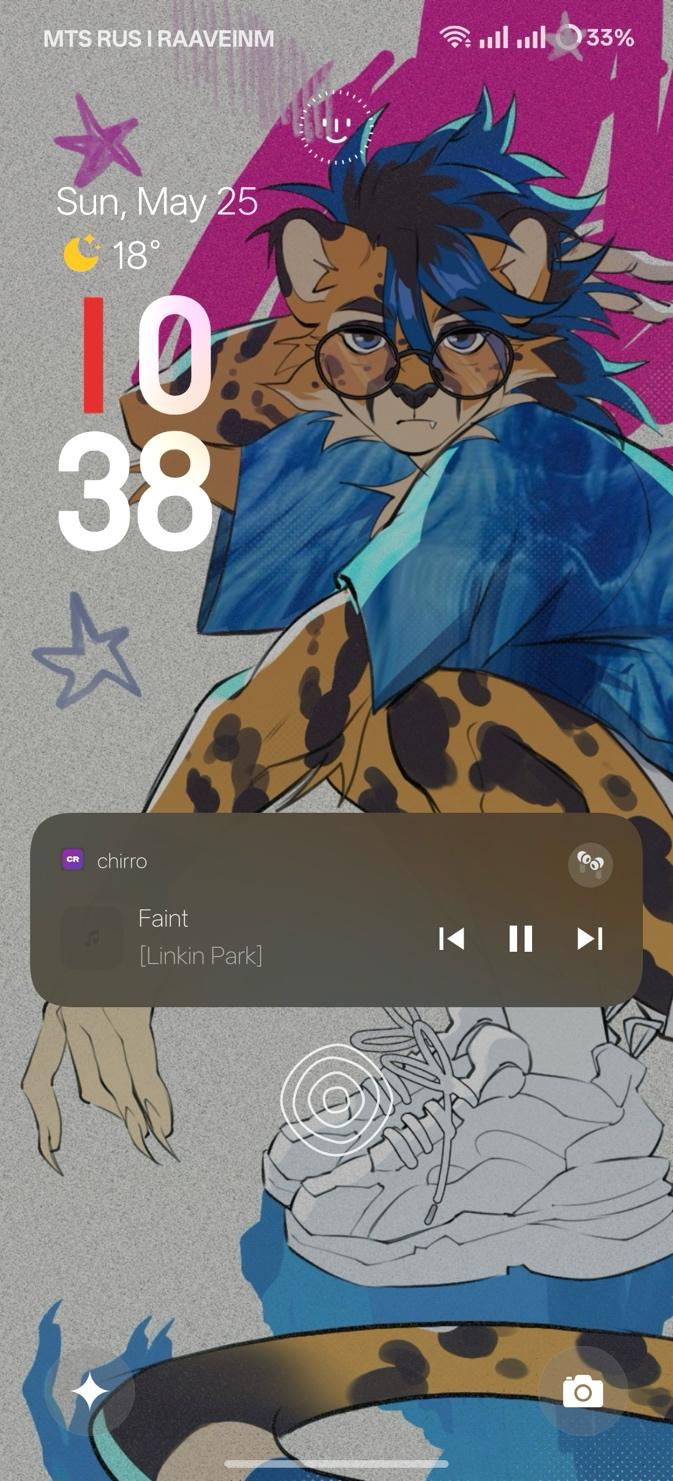 MTS RUS | RAAVEINM
33%
Sun, May 25
18°
10
38
CR
chirro
Faint
[Linkin Park]